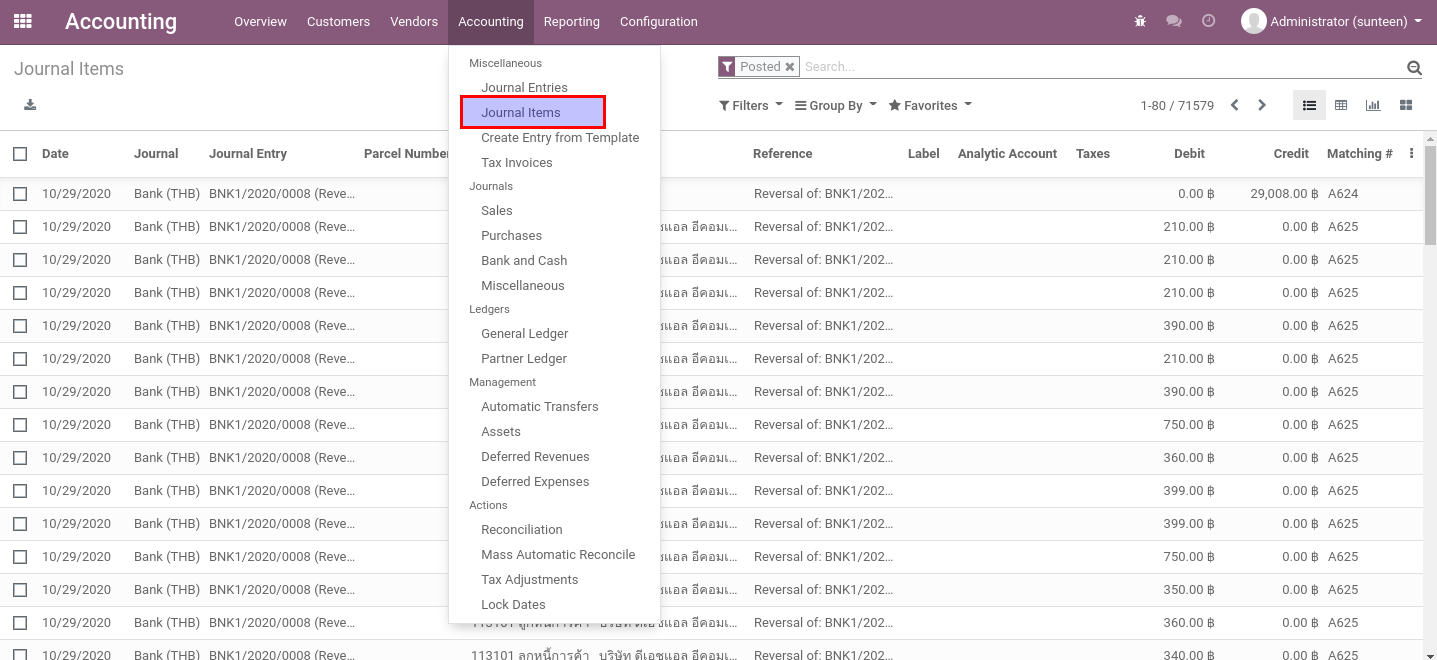 Accounting Overview Customers Vendors Accounting Reporting Configuration Administrator (sunteen)
Journal Items
Posted Search...
Filters Group By Favorites 1-80 / 71579
Miscellaneous
Journal Entries
Journal Items
Create Entry from Template
Tax Invoices
Journals
Sales
Purchases
Bank and Cash
Miscellaneous
Ledgers
General Ledger
Partner Ledger
Management
Automatic Transfers
Assets
Deferred Revenues
Deferred Expenses
Actions
Reconciliation
Mass Automatic Reconcile
Tax Adjustments
Lock Dates
Date Journal Journal Entry Parcel Number Reference Label Analytic Account Taxes Debit Credit Matching #
10/29/2020 Bank (THB) BNK1/2020/0008 (Reve... Reversal of: BNK1/202... 0.00 ฿ 29,008.00 ฿ A624
10/29/2020 Bank (THB) BNK1/2020/0008 (Reve... ชแอล อีคอมเ... Reversal of: BNK1/202... 210.00 ฿ 0.00 ฿ A625
10/29/2020 Bank (THB) BNK1/2020/0008 (Reve... ชแอล อีคอมเ... Reversal of: BNK1/202... 210.00 ฿ 0.00 ฿ A625
10/29/2020 Bank (THB) BNK1/2020/0008 (Reve... ชแอล อีคอมเ... Reversal of: BNK1/202... 210.00 ฿ 0.00 ฿ A625
10/29/2020 Bank (THB) BNK1/2020/0008 (Reve... ชแอล อีคอมเ... Reversal of: BNK1/202... 390.00 ฿ 0.00 ฿ A625
10/29/2020 Bank (THB) BNK1/2020/0008 (Reve... ชแอล อีคอมเ... Reversal of: BNK1/202... 210.00 ฿ 0.00 ฿ A625
10/29/2020 Bank (THB) BNK1/2020/0008 (Reve... ชแอล อีคอมเ... Reversal of: BNK1/202... 390.00 ฿ 0.00 ฿ A625
10/29/2020 Bank (THB) BNK1/2020/0008 (Reve... ชแอล อีคอมเ... Reversal of: BNK1/202... 750.00 ฿ 0.00 ฿ A625
10/29/2020 Bank (THB) BNK1/2020/0008 (Reve... ชแอล อีคอมเ... Reversal of: BNK1/202... 360.00 ฿ 0.00 ฿ A625
10/29/2020 Bank (THB) BNK1/2020/0008 (Reve... ชแอล อีคอมเ... Reversal of: BNK1/202... 399.00 ฿ 0.00 ฿ A625
10/29/2020 Bank (THB) BNK1/2020/0008 (Reve... ชแอล อีคอมเ... Reversal of: BNK1/202... 399.00 ฿ 0.00 ฿ A625
10/29/2020 Bank (THB) BNK1/2020/0008 (Reve... ชแอล อีคอมเ... Reversal of: BNK1/202... 750.00 ฿ 0.00 ฿ A625
10/29/2020 Bank (THB) BNK1/2020/0008 (Reve... ชแอล อีคอมเ... Reversal of: BNK1/202... 350.00 ฿ 0.00 ฿ A625
10/29/2020 Bank (THB) BNK1/2020/0008 (Reve... 113101 ลูกหนี้การค้า บริษัท ดีเอชแอล อีคอมเ... Reversal of: BNK1/202... 360.00 ฿ 0.00 ฿ A625
10/29/2020 Bank (THB) BNK1/2020/0008 (Reve... 113101 ลูกหนี้การค้า บริษัท ดีเอชแอล อีคอมเ... Reversal of: BNK1/202... 340.00 ฿ 0.00 ฿ A625